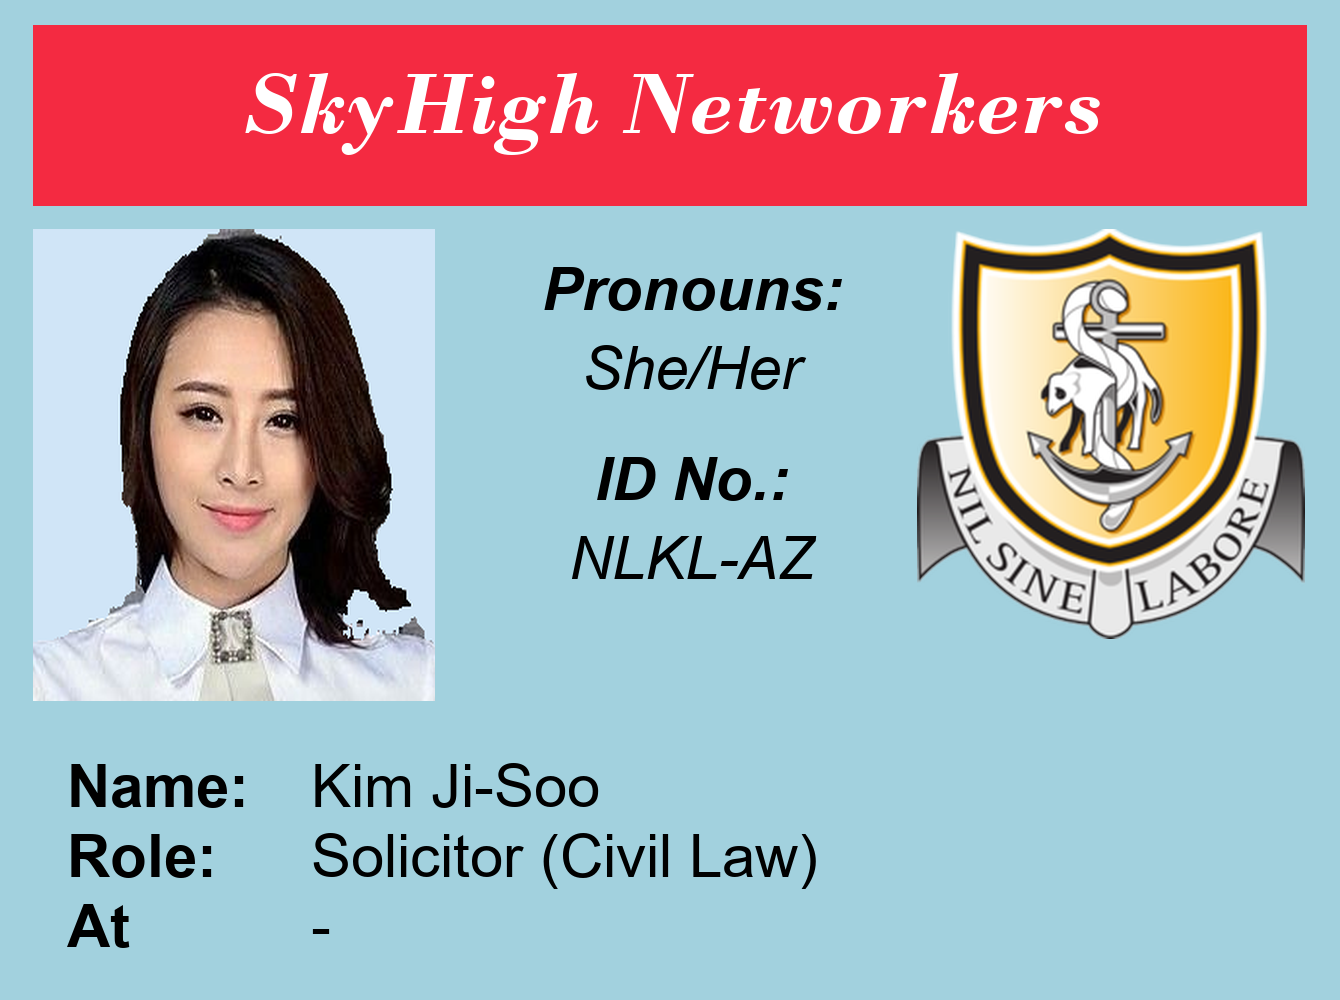 SkyHigh Networkers
Pronouns:
She/Her
ID No.:
NLKL-AZ
NIL SINE LABORE
Name: Kim Ji-Soo
Role: Solicitor (Civil Law)
At -